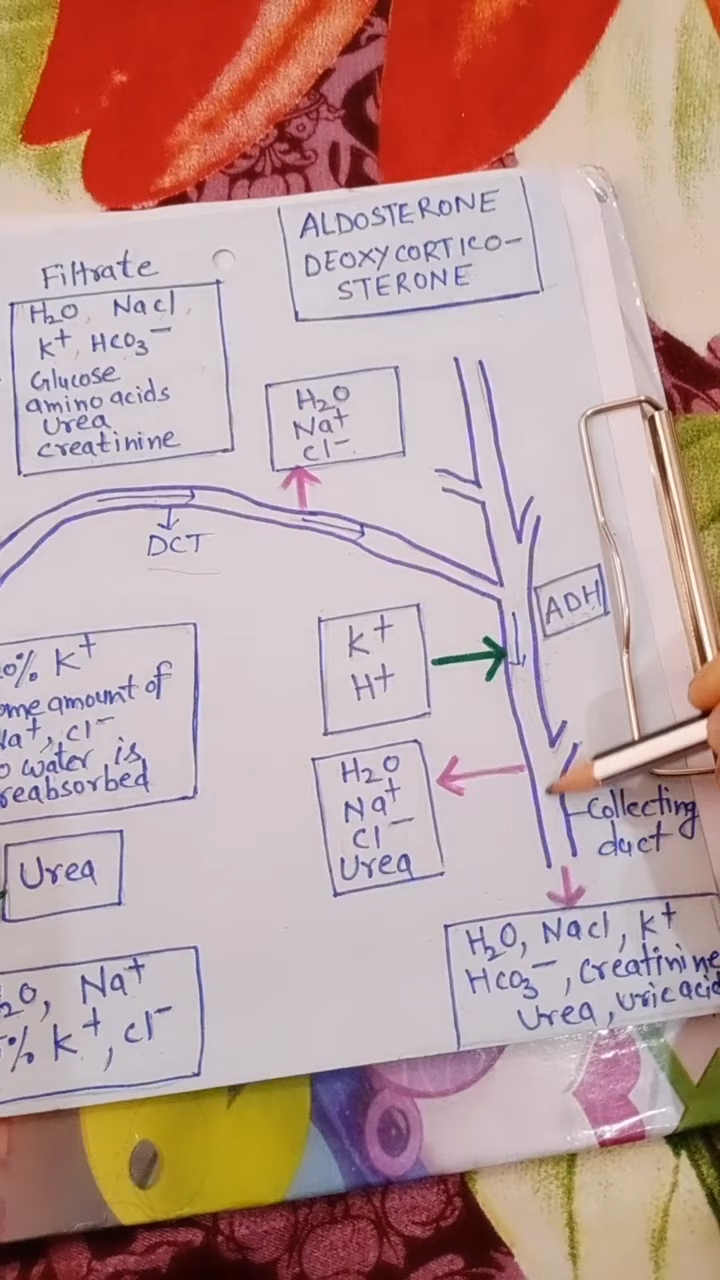 ALDOSTERONE
DEOXYCORTICO-
STERONE
Filtrate
H₂O, Nacl,
K⁺ HCO₃⁻
Glucose
amino acids
Urea
creatinine
H₂O
Na⁺
Cl⁻
DCT
ADH
K⁺
H⁺
0% K⁺
ome amount of
Na⁺, Cl⁻
o water is
reabsorbed
H₂O
Na⁺
Cl⁻
Urea
Collecting
duct
Urea
H₂O, Nacl, K⁺
HCO₃⁻, Creatinine
Urea, uric acid
₂O, Na⁺
% K⁺, Cl⁻